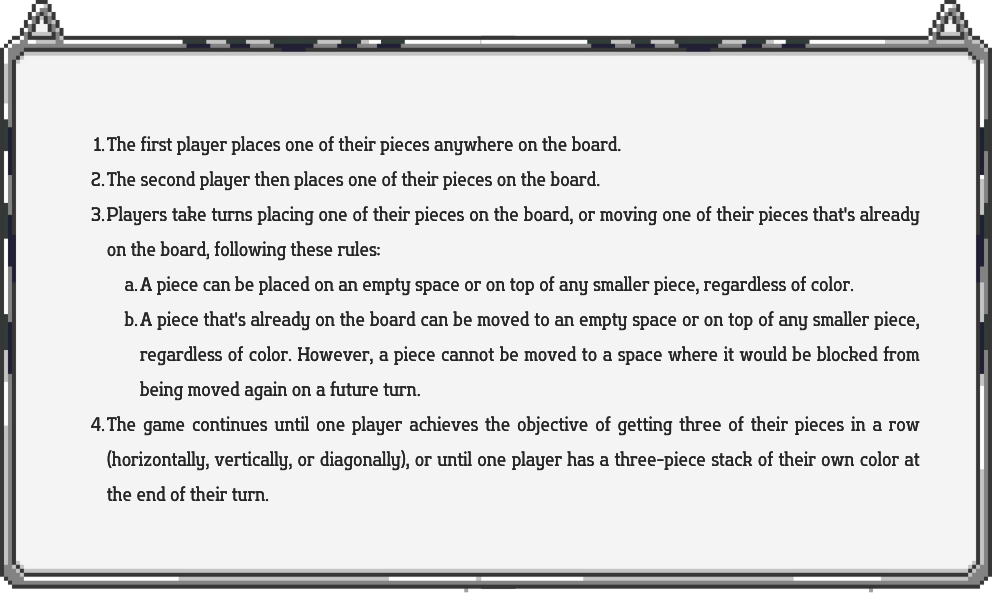 1. The first player places one of their pieces anywhere on the board.
2. The second player then places one of their pieces on the board.
3. Players take turns placing one of their pieces on the board, or moving one of their pieces that's already
on the board, following these rules:
a. A piece can be placed on an empty space or on top of any smaller piece, regardless of color.
b. A piece that's already on the board can be moved to an empty space or on top of any smaller piece,
regardless of color. However, a piece cannot be moved to a space where it would be blocked from
being moved again on a future turn.
4. The game continues until one player achieves the objective of getting three of their pieces in a row
(horizontally, vertically, or diagonally), or until one player has a three-piece stack of their own color at
the end of their turn.